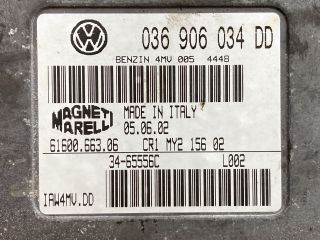 036 906 034 DD
BENZIN 4MV 005 4448
MAGNETI MARELLI
MADE IN ITALY
05.06.02
61600.663.06 CR1 MY2 156 02
34-65556C L002
IAW4MV.DD